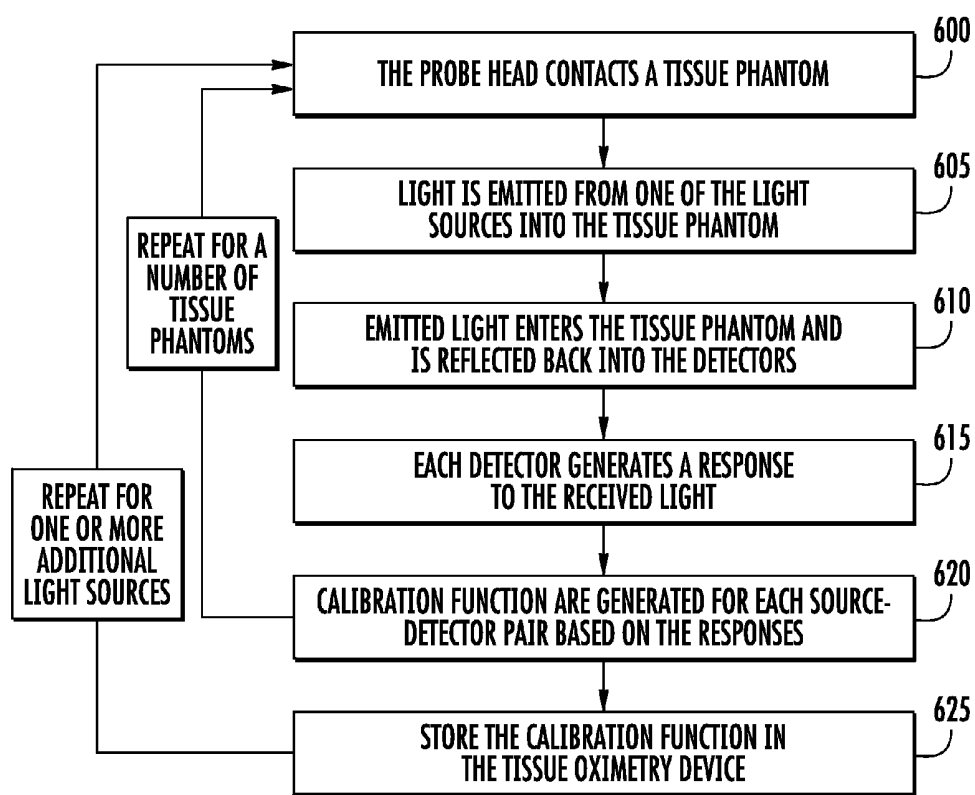 600
THE PROBE HEAD CONTACTS A TISSUE PHANTOM
605
LIGHT IS EMITTED FROM ONE OF THE LIGHT
SOURCES INTO THE TISSUE PHANTOM
REPEAT FOR A
NUMBER OF
TISSUE
PHANTOMS
610
EMITTED LIGHT ENTERS THE TISSUE PHANTOM AND
IS REFLECTED BACK INTO THE DETECTORS
615
EACH DETECTOR GENERATES A RESPONSE
TO THE RECEIVED LIGHT
REPEAT FOR
ONE OR MORE
ADDITIONAL
LIGHT SOURCES
620
CALIBRATION FUNCTION ARE GENERATED FOR EACH SOURCE-
DETECTOR PAIR BASED ON THE RESPONSES
625
STORE THE CALIBRATION FUNCTION IN
THE TISSUE OXIMETRY DEVICE